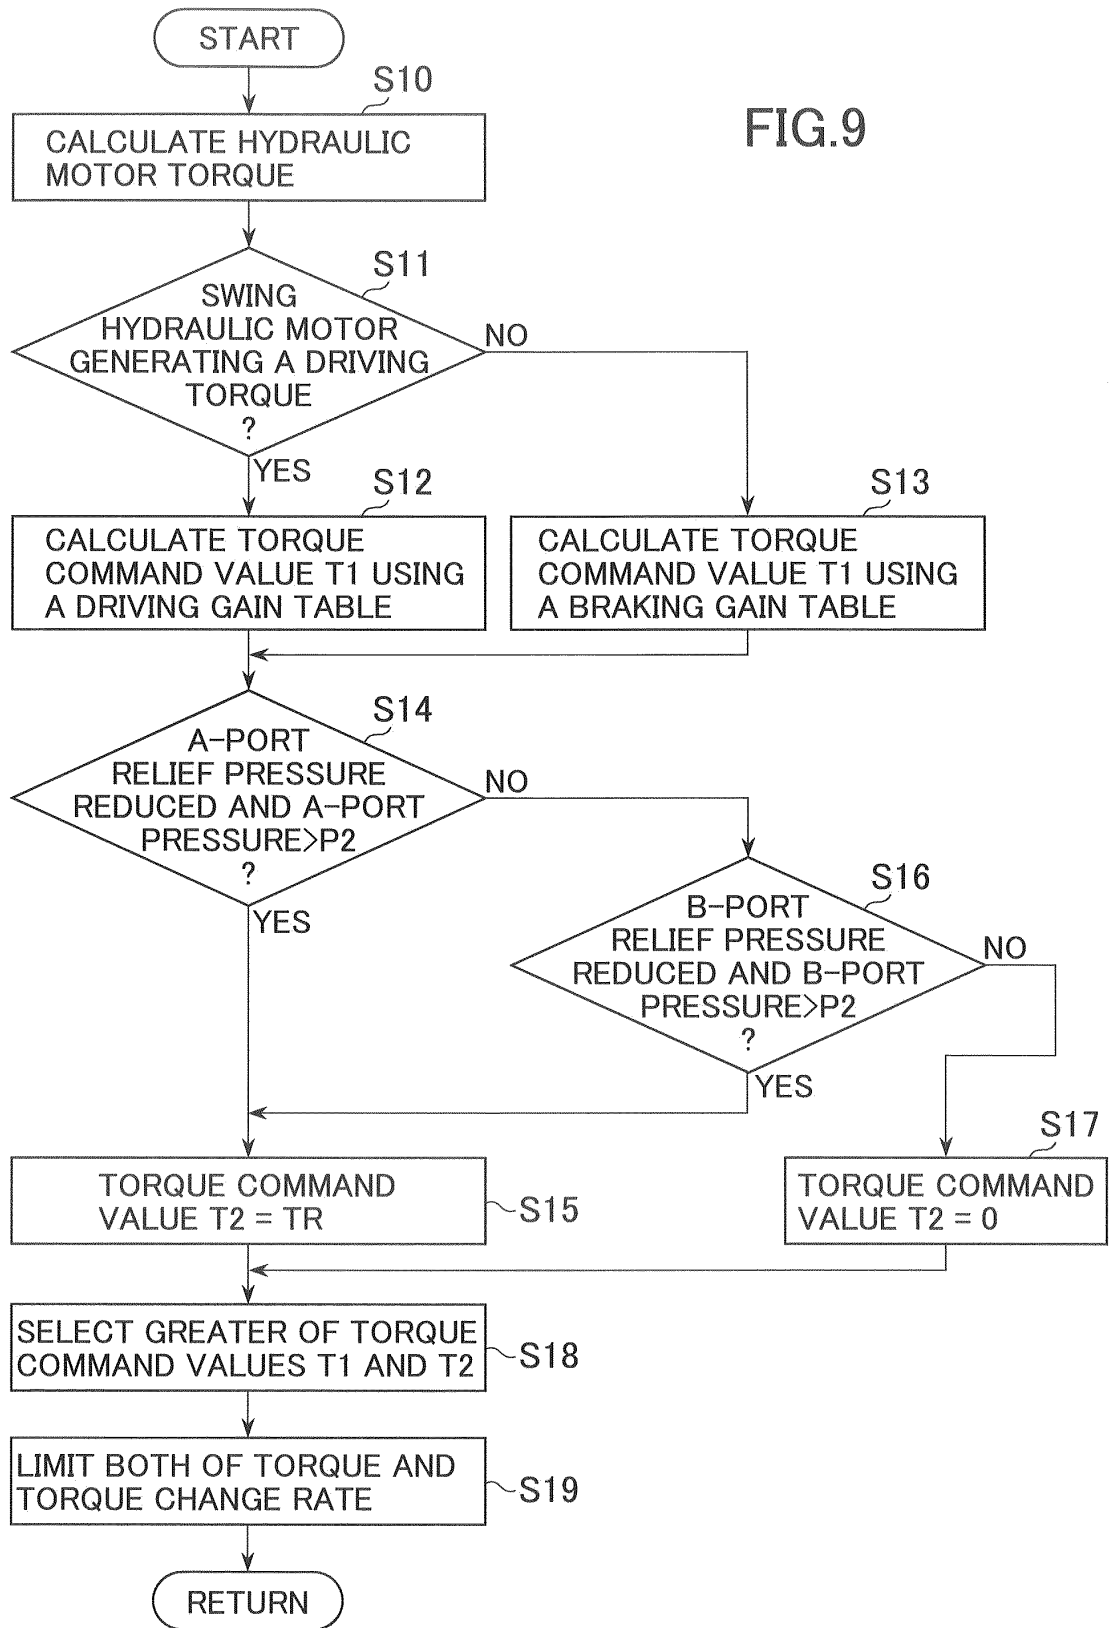 START
S10
FIG.9
CALCULATE HYDRAULIC
MOTOR TORQUE
S11
SWING
HYDRAULIC MOTOR
GENERATING A DRIVING
TORQUE
?
NO
YES
S12
S13
CALCULATE TORQUE
COMMAND VALUE T1 USING
A DRIVING GAIN TABLE
CALCULATE TORQUE
COMMAND VALUE T1 USING
A BRAKING GAIN TABLE
S14
A-PORT
RELIEF PRESSURE
REDUCED AND A-PORT
PRESSURE>P2
?
NO
YES
S16
B-PORT
RELIEF PRESSURE
REDUCED AND B-PORT
PRESSURE>P2
?
NO
YES
S17
TORQUE COMMAND
VALUE T2 = TR
S15
TORQUE COMMAND
VALUE T2 = 0
SELECT GREATER OF TORQUE
COMMAND VALUES T1 AND T2
S18
LIMIT BOTH OF TORQUE AND
TORQUE CHANGE RATE
S19
RETURN